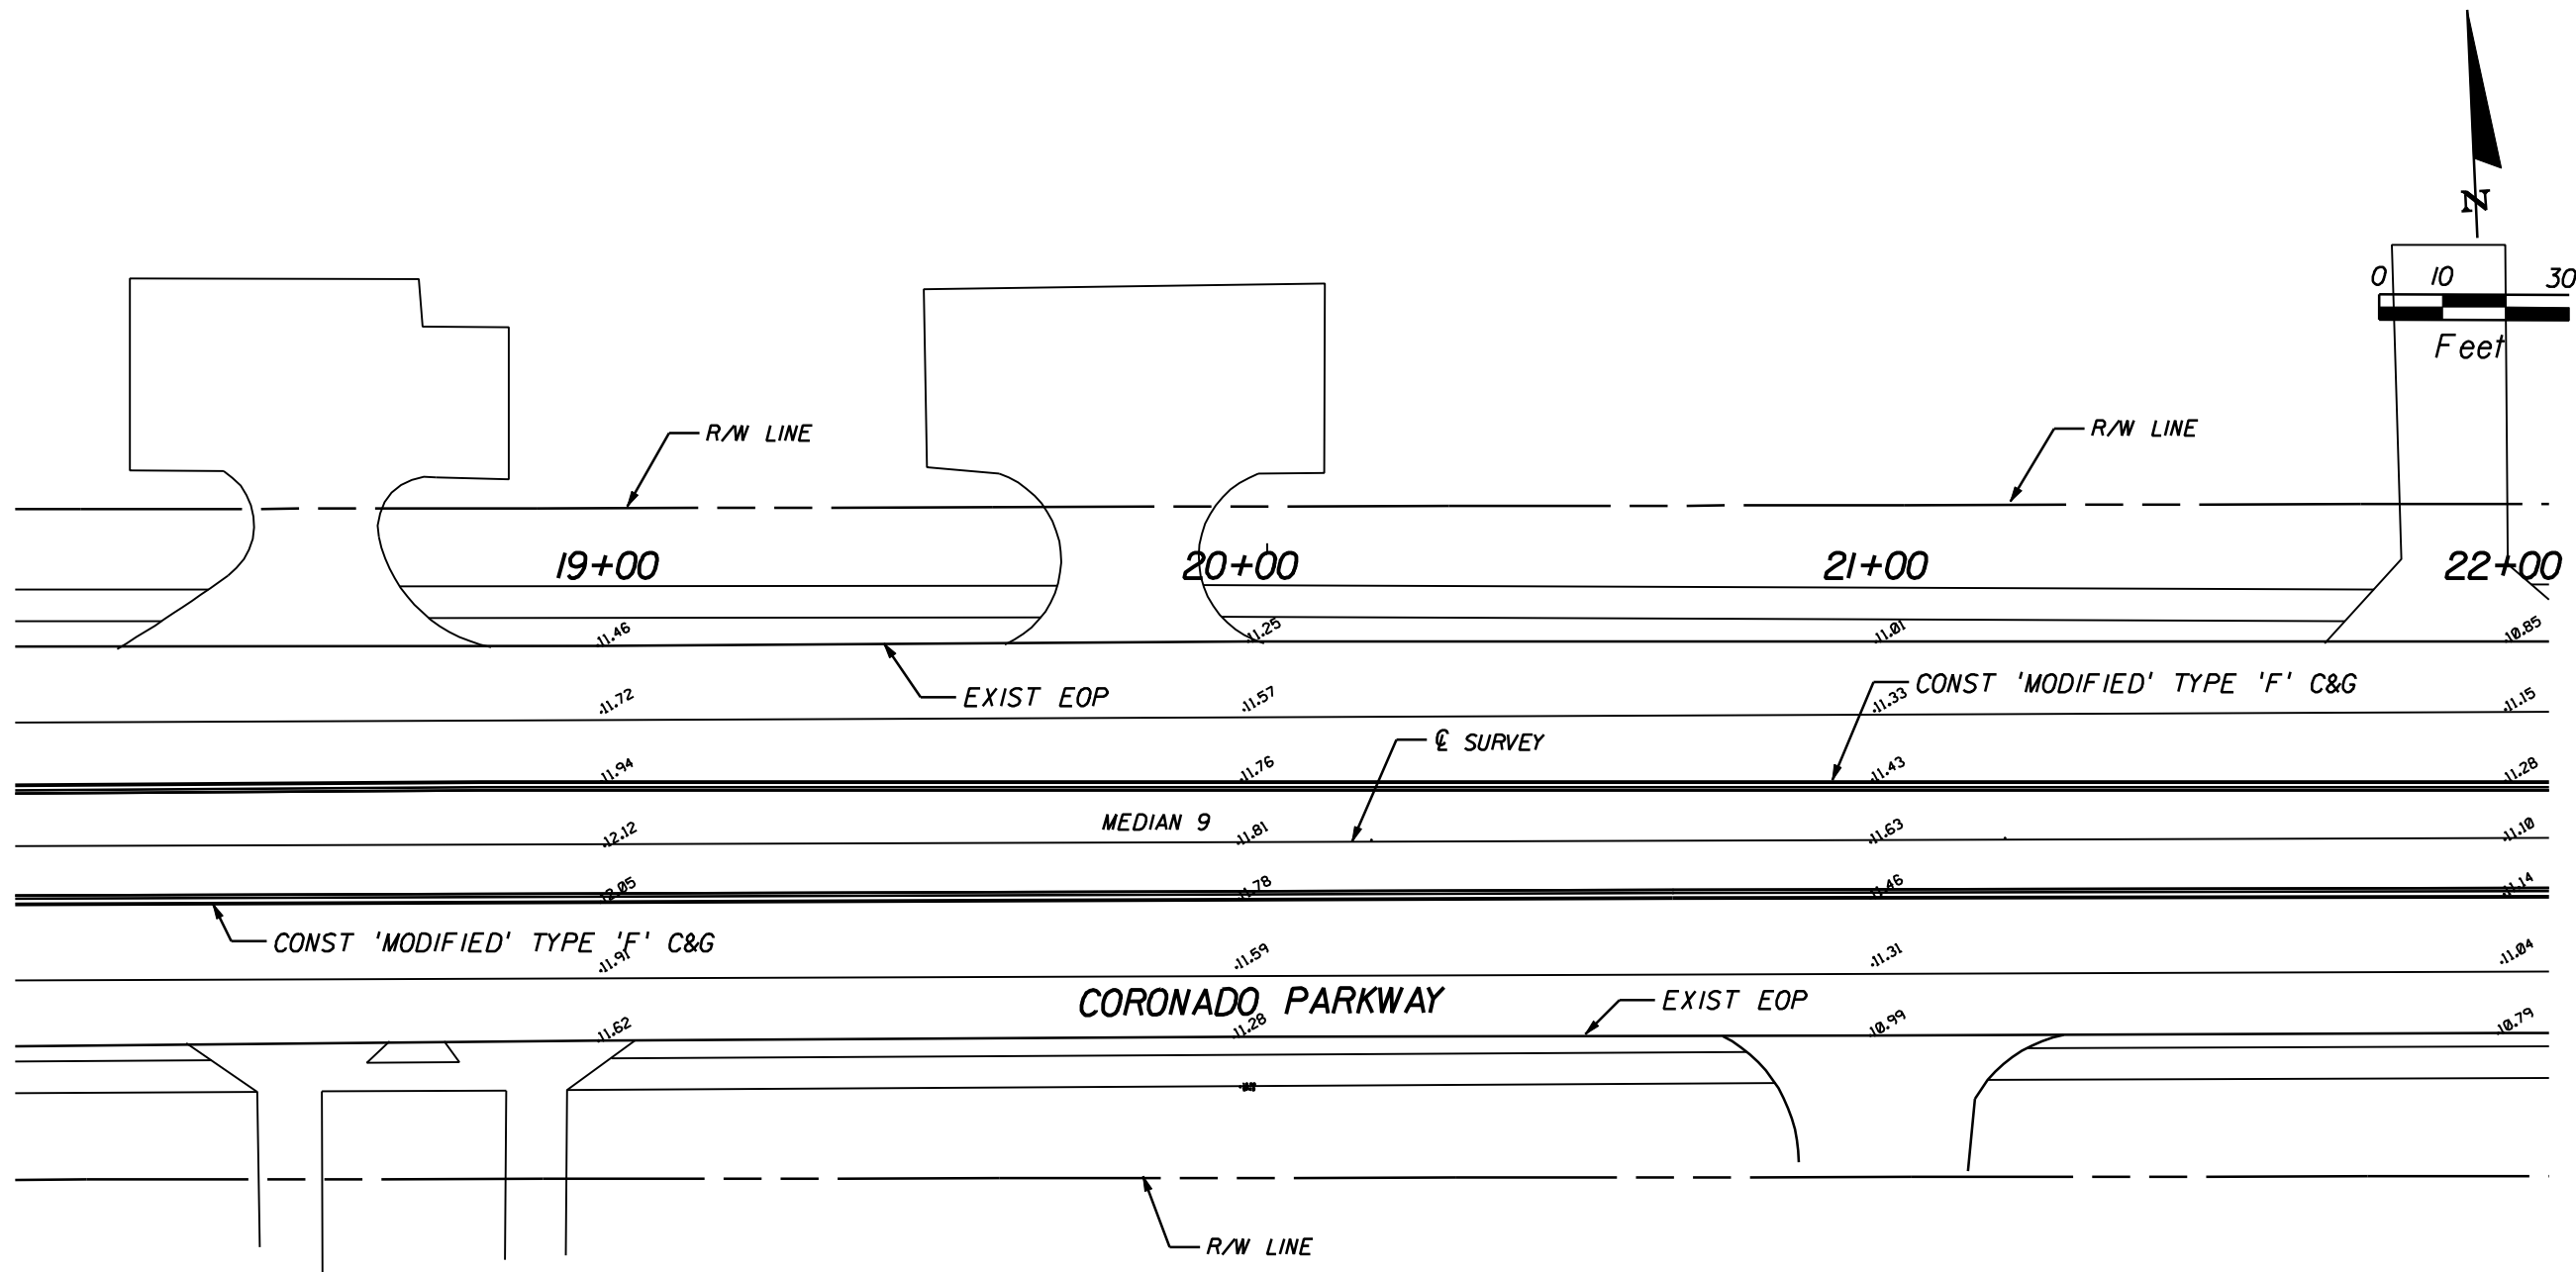 N
0 10 30
Feet
R/W LINE
R/W LINE
19+00 20+00 21+00 22+00
11.46 11.25 11.01 10.85
EXIST EOP
CONST 'MODIFIED' TYPE 'F' C&G
11.72 11.57 11.33 11.15
℄ SURVEY
11.94 11.76 11.43 11.28
MEDIAN 9
12.12 11.81 11.63 11.10
12.05 11.78 11.46 11.14
CONST 'MODIFIED' TYPE 'F' C&G
11.91 11.59 11.31 11.04
CORONADO PARKWAY
EXIST EOP
11.62 11.28 10.99 10.79
R/W LINE